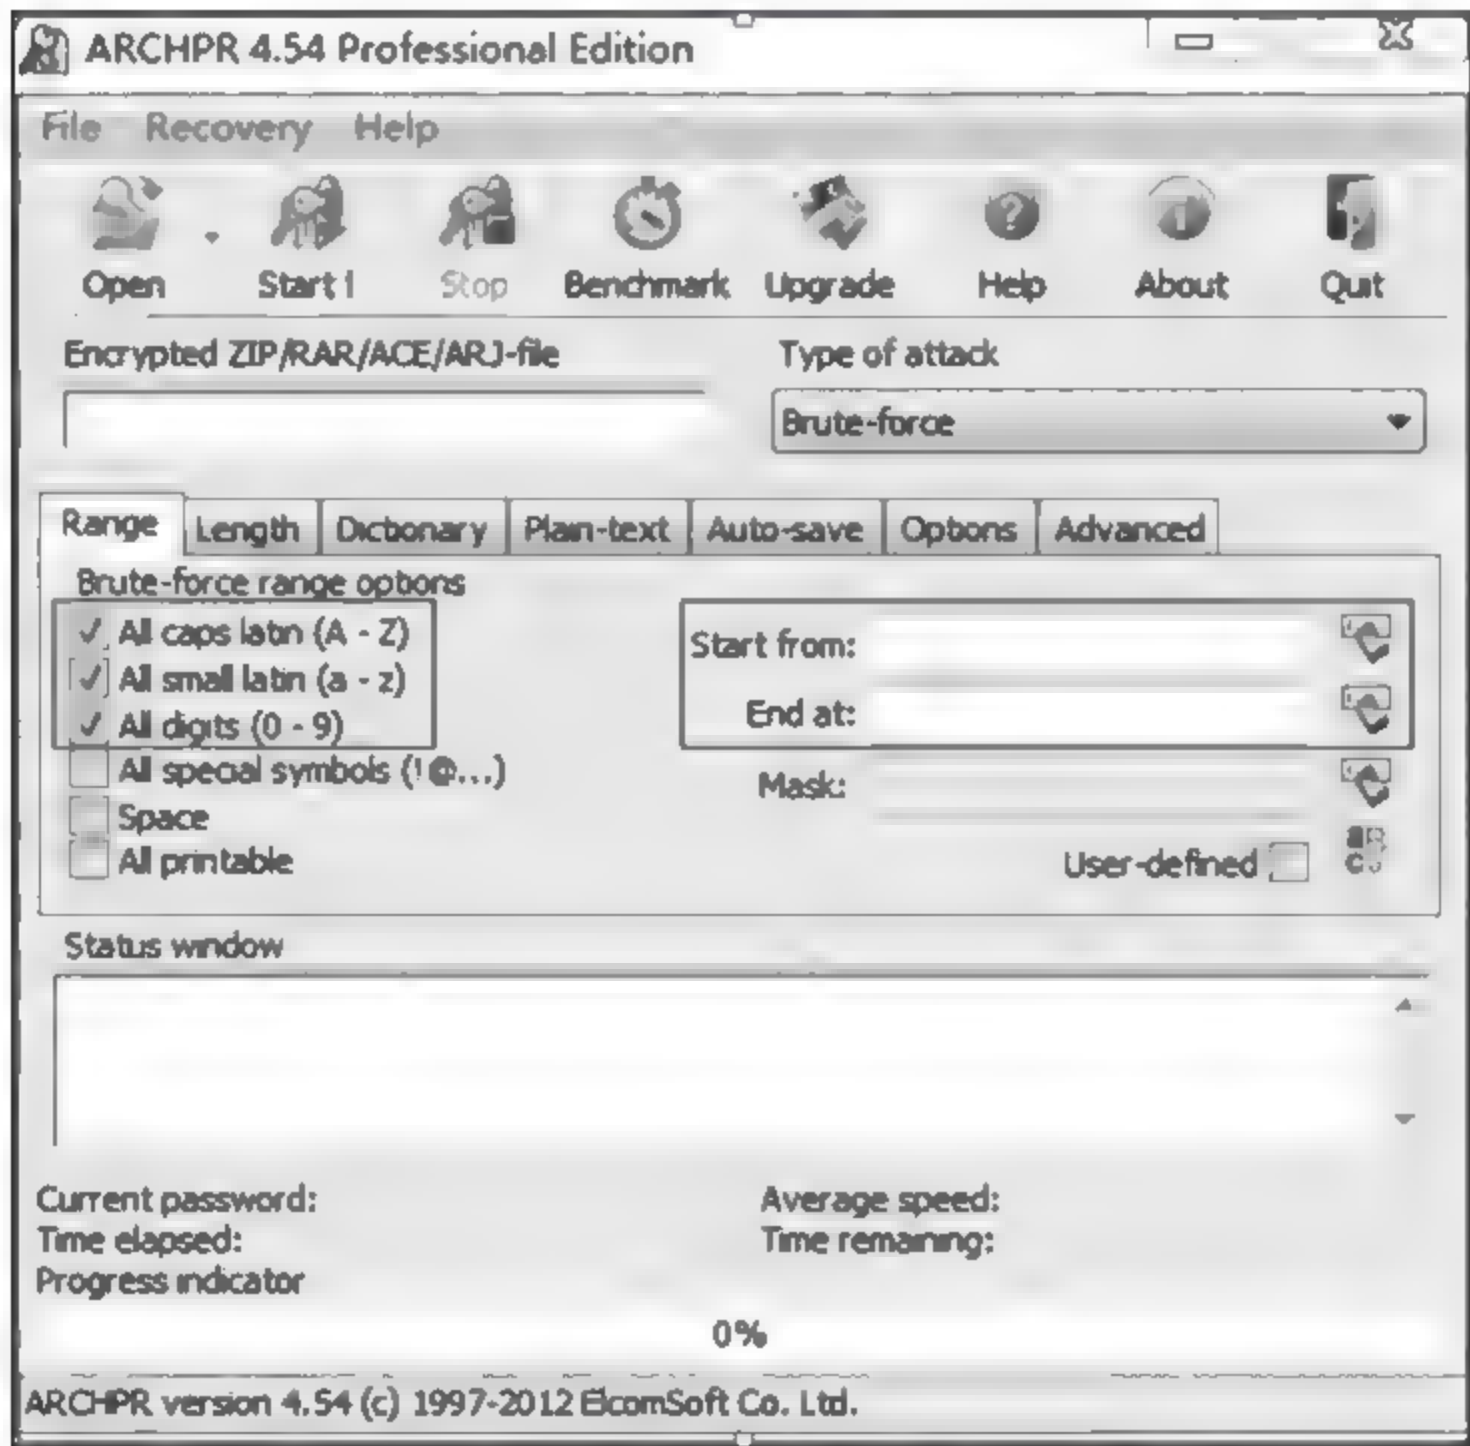 ARCHPR 4.54 Professional Edition
File Recovery Help
Open Start! Stop Benchmark Upgrade Help About Quit
Encrypted ZIP/RAR/ACE/ARJ-file Type of attack
Brute-force
Range Length Dictionary Plain-text Auto-save Options Advanced
Brute-force range options
All caps latin (A - Z)
All small latin (a - z)
All digits (0 - 9)
All special symbols (!@...)
Space
All printable
Start from:
End at:
Mask:
User-defined
Status window
Current password: Average speed:
Time elapsed: Time remaining:
Progress indicator
0%
ARCHPR version 4.54 (c) 1997-2012 ElcomSoft Co. Ltd.